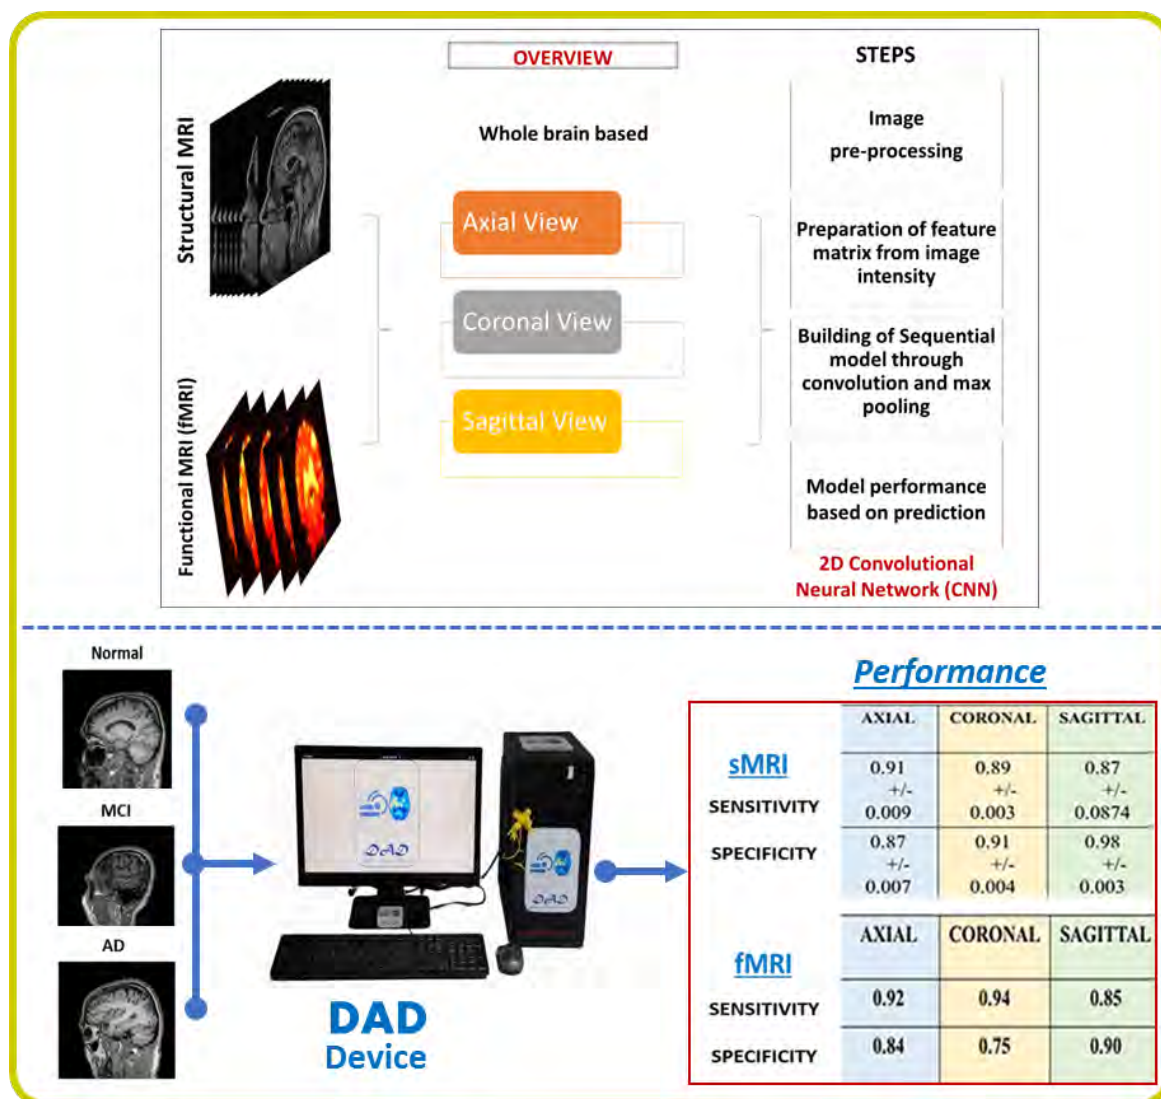 OVERVIEW
STEPS
Structural MRI
Functional MRI (fMRI)
Whole brain based
Axial View
Coronal View
Sagittal View
Image
pre-processing
Preparation of feature
matrix from image
intensity
Building of Sequential
model through
convolution and max
pooling
Model performance
based on prediction
2D Convolutional
Neural Network (CNN)
Normal
MCI
AD
DAD
DAD
DAD
Device
Performance
AXIAL CORONAL SAGITTAL
sMRI
SENSITIVITY
0.91 0.89 0.87
+/- +/- +/-
0.009 0.003 0.0874
SPECIFICITY
0.87 0.91 0.98
+/- +/- +/-
0.007 0.004 0.003
AXIAL CORONAL SAGITTAL
fMRI
SENSITIVITY
0.92 0.94 0.85
SPECIFICITY
0.84 0.75 0.90